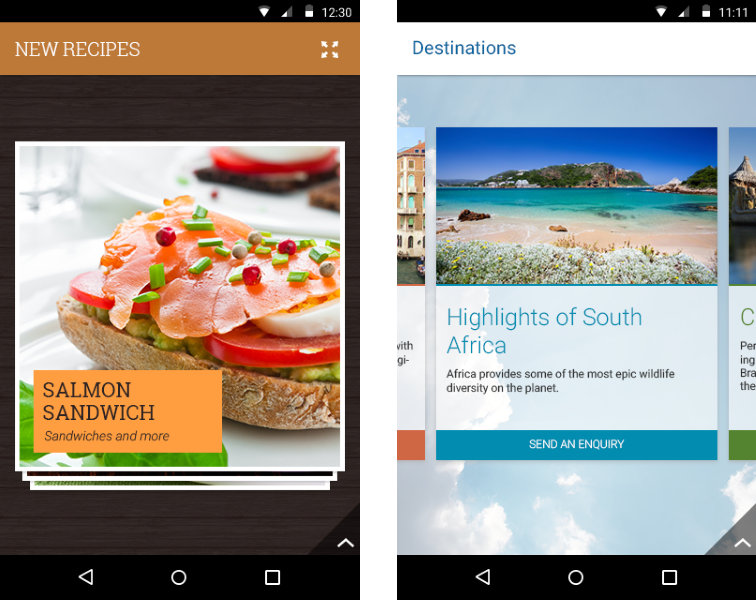 12:30
NEW RECIPES
SALMON
SANDWICH
Sandwiches and more
11:11
Destinations
with
gi-
Highlights of South
Africa
Africa provides some of the most epic wildlife
diversity on the planet.
SEND AN ENQUIRY
C
Per
ing
Bra
the